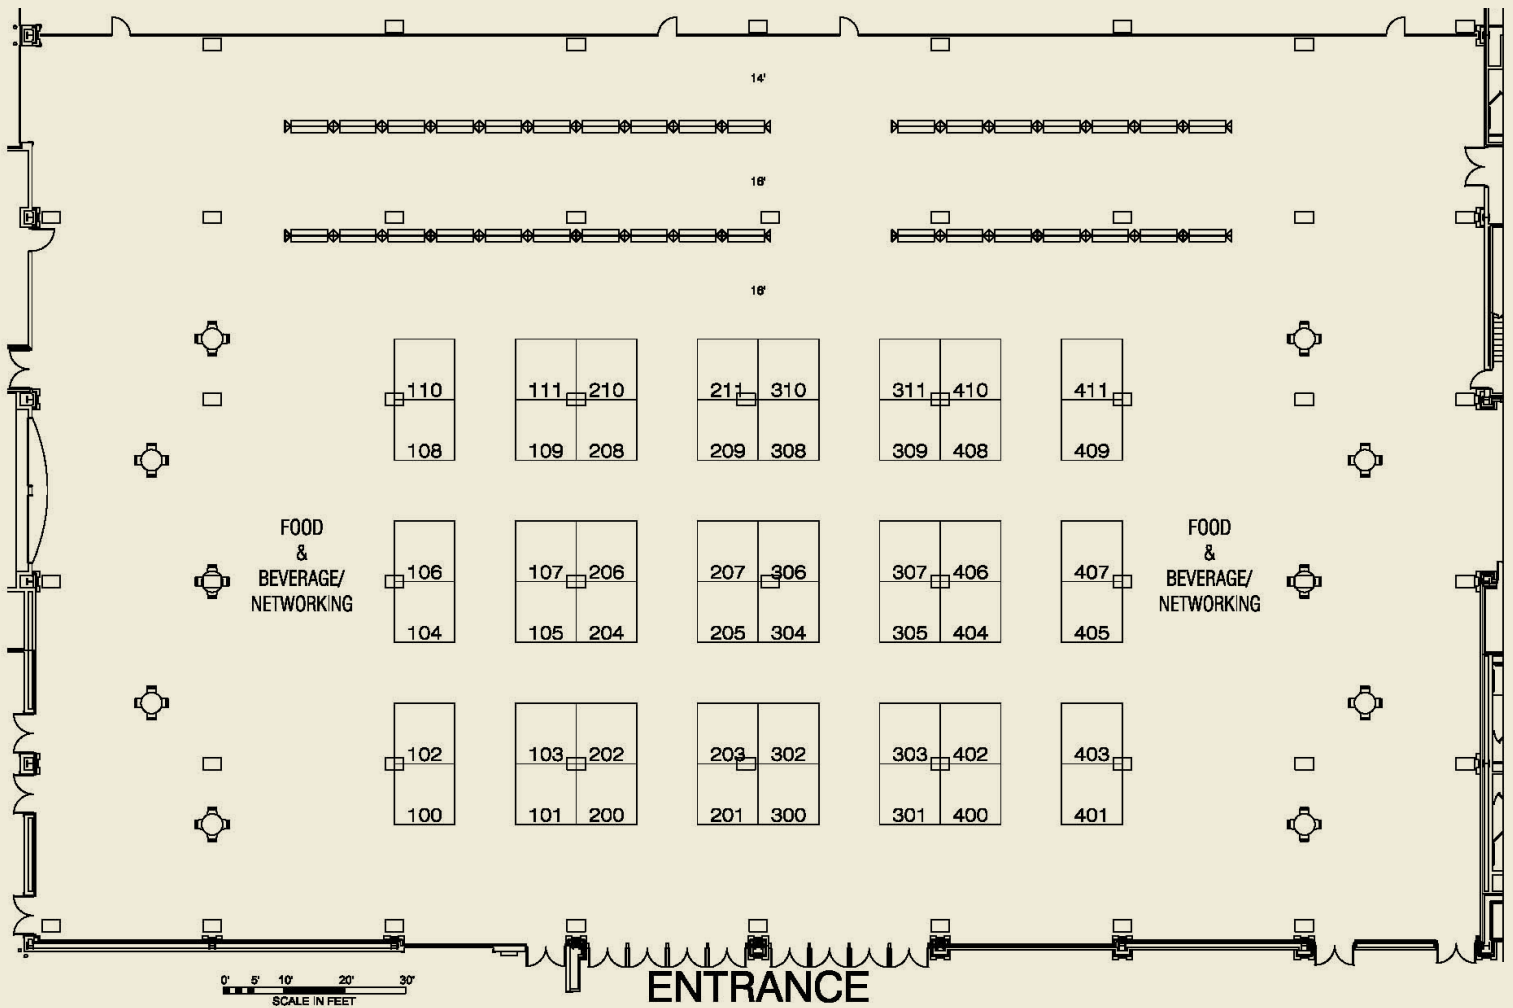 14'
16'
16'
110 111 210 211 310 311 410 411
108 109 208 209 308 309 408 409
FOOD
&
BEVERAGE/
NETWORKING
FOOD
&
BEVERAGE/
NETWORKING
106 107 206 207 306 307 406 407
104 105 204 205 304 305 404 405
102 103 202 203 302 303 402 403
100 101 200 201 300 301 400 401
0' 5' 10' 20' 30'
SCALE IN FEET
ENTRANCE